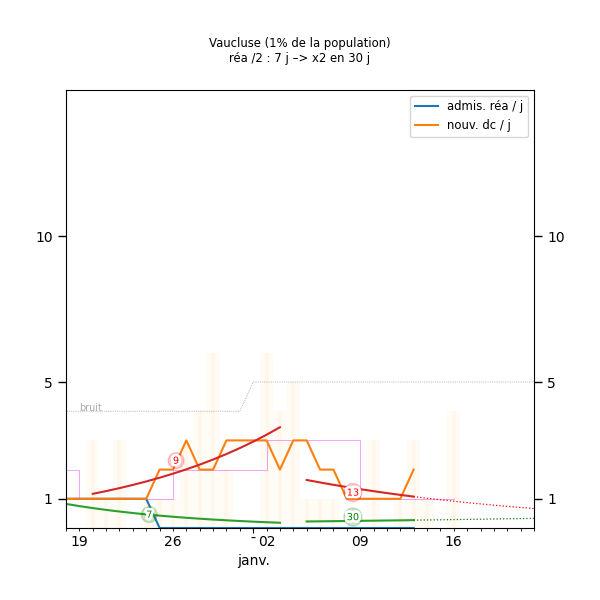 Vaucluse (1% de la population)
réa /2 : 7 j –> x2 en 30 j
admis. réa / j
nouv. dc / j
10
10
5
5
bruit
9
13
1
1
7
30
19
26
- 02
09
16
janv.